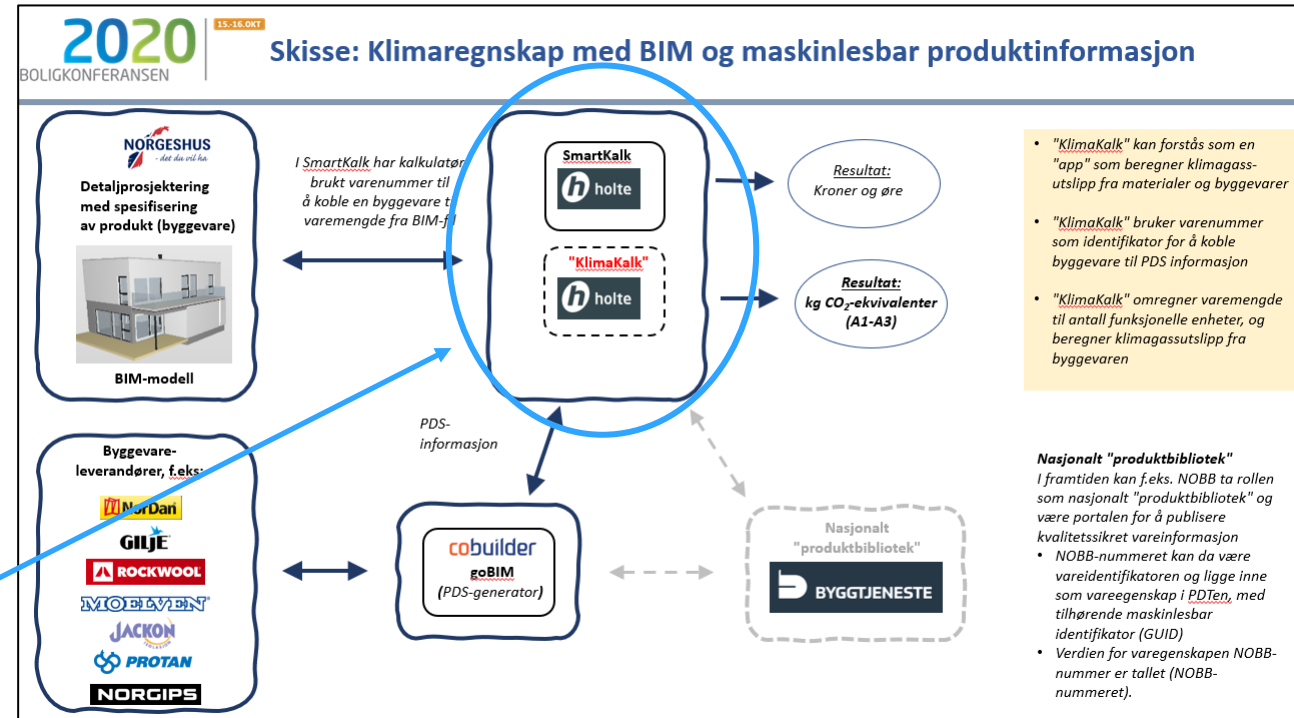 2020
BOLIGKONFERANSEN
15.-16.OKT
Skisse: Klimaregnskap med BIM og maskinlesbar produktinformasjon
NORGESHUS
- det du vil ha
Detaljprosjektering
med spesifisering
av produkt (byggevare)
BIM-modell
I SmartKalk har kalkulatør
brukt varenummer til
å koble en byggevare t
varemengde fra BIM-f
SmartKalk
holte
"KlimaKalk"
holte
Resultat:
Kroner og øre
Resultat:
kg CO2-ekvivalenter
(A1-A3)
• "KlimaKalk" kan forstås som en
"app" som beregner klimagass-
utslipp fra materialer og byggevarer
• "KlimaKalk" bruker varenummer
som identifikator for å koble
byggevare til PDS informasjon
• "KlimaKalk" omregner varemengde
til antall funksjonelle enheter, og
beregner klimagassutslipp fra
byggevaren
Byggevare-
leverandører, f.eks:
NorDan
GILJE
ROCKWOOL
MOELVEN
JACKON
ISOLASJON
PROTAN
NORGIPS
PDS-
informasjon
cobuilder
goBIM
(PDS-generator)
Nasjonalt
"produktbibliotek"
BYGGTJENESTE
Nasjonalt "produktbibliotek"
I framtiden kan f.eks. NOBB ta rollen
som nasjonalt "produktbibliotek" og
være portalen for å publisere
kvalitetssikret vareinformasjon
• NOBB-nummeret kan da være
vareidentifikatoren og ligge inne
som vareegenskap i PDTen, med
tilhørende maskinlesbar
identifikator (GUID)
• Verdien for varegenskapen NOBB-
nummer er tallet (NOBB-
nummeret).